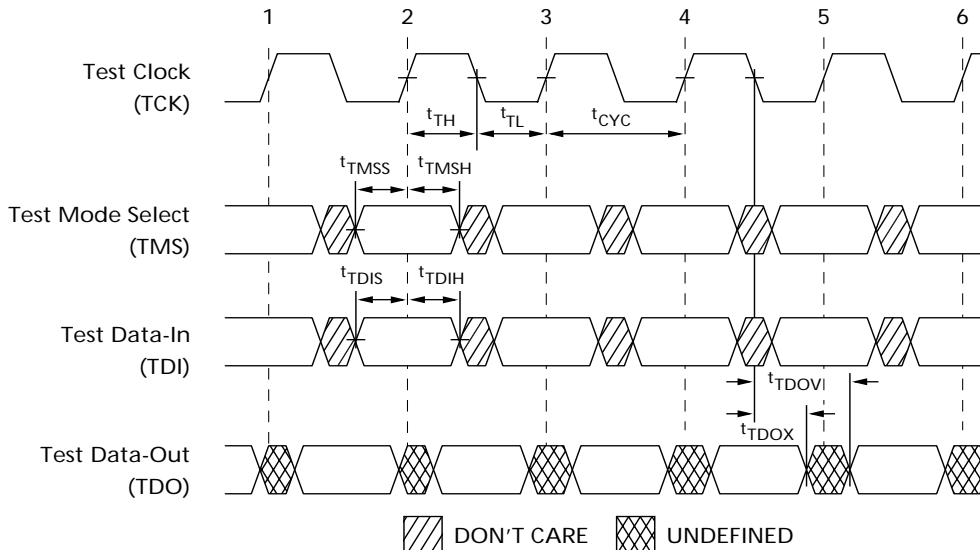 1 2 3 4 5 6
Test Clock
(TCK)
tTH tTL tCYC
tTMSS tTMSH
Test Mode Select
(TMS)
tTDIS tTDIH
Test Data-In
(TDI)
tTDOV
tTDOX
Test Data-Out
(TDO)
DON'T CARE UNDEFINED